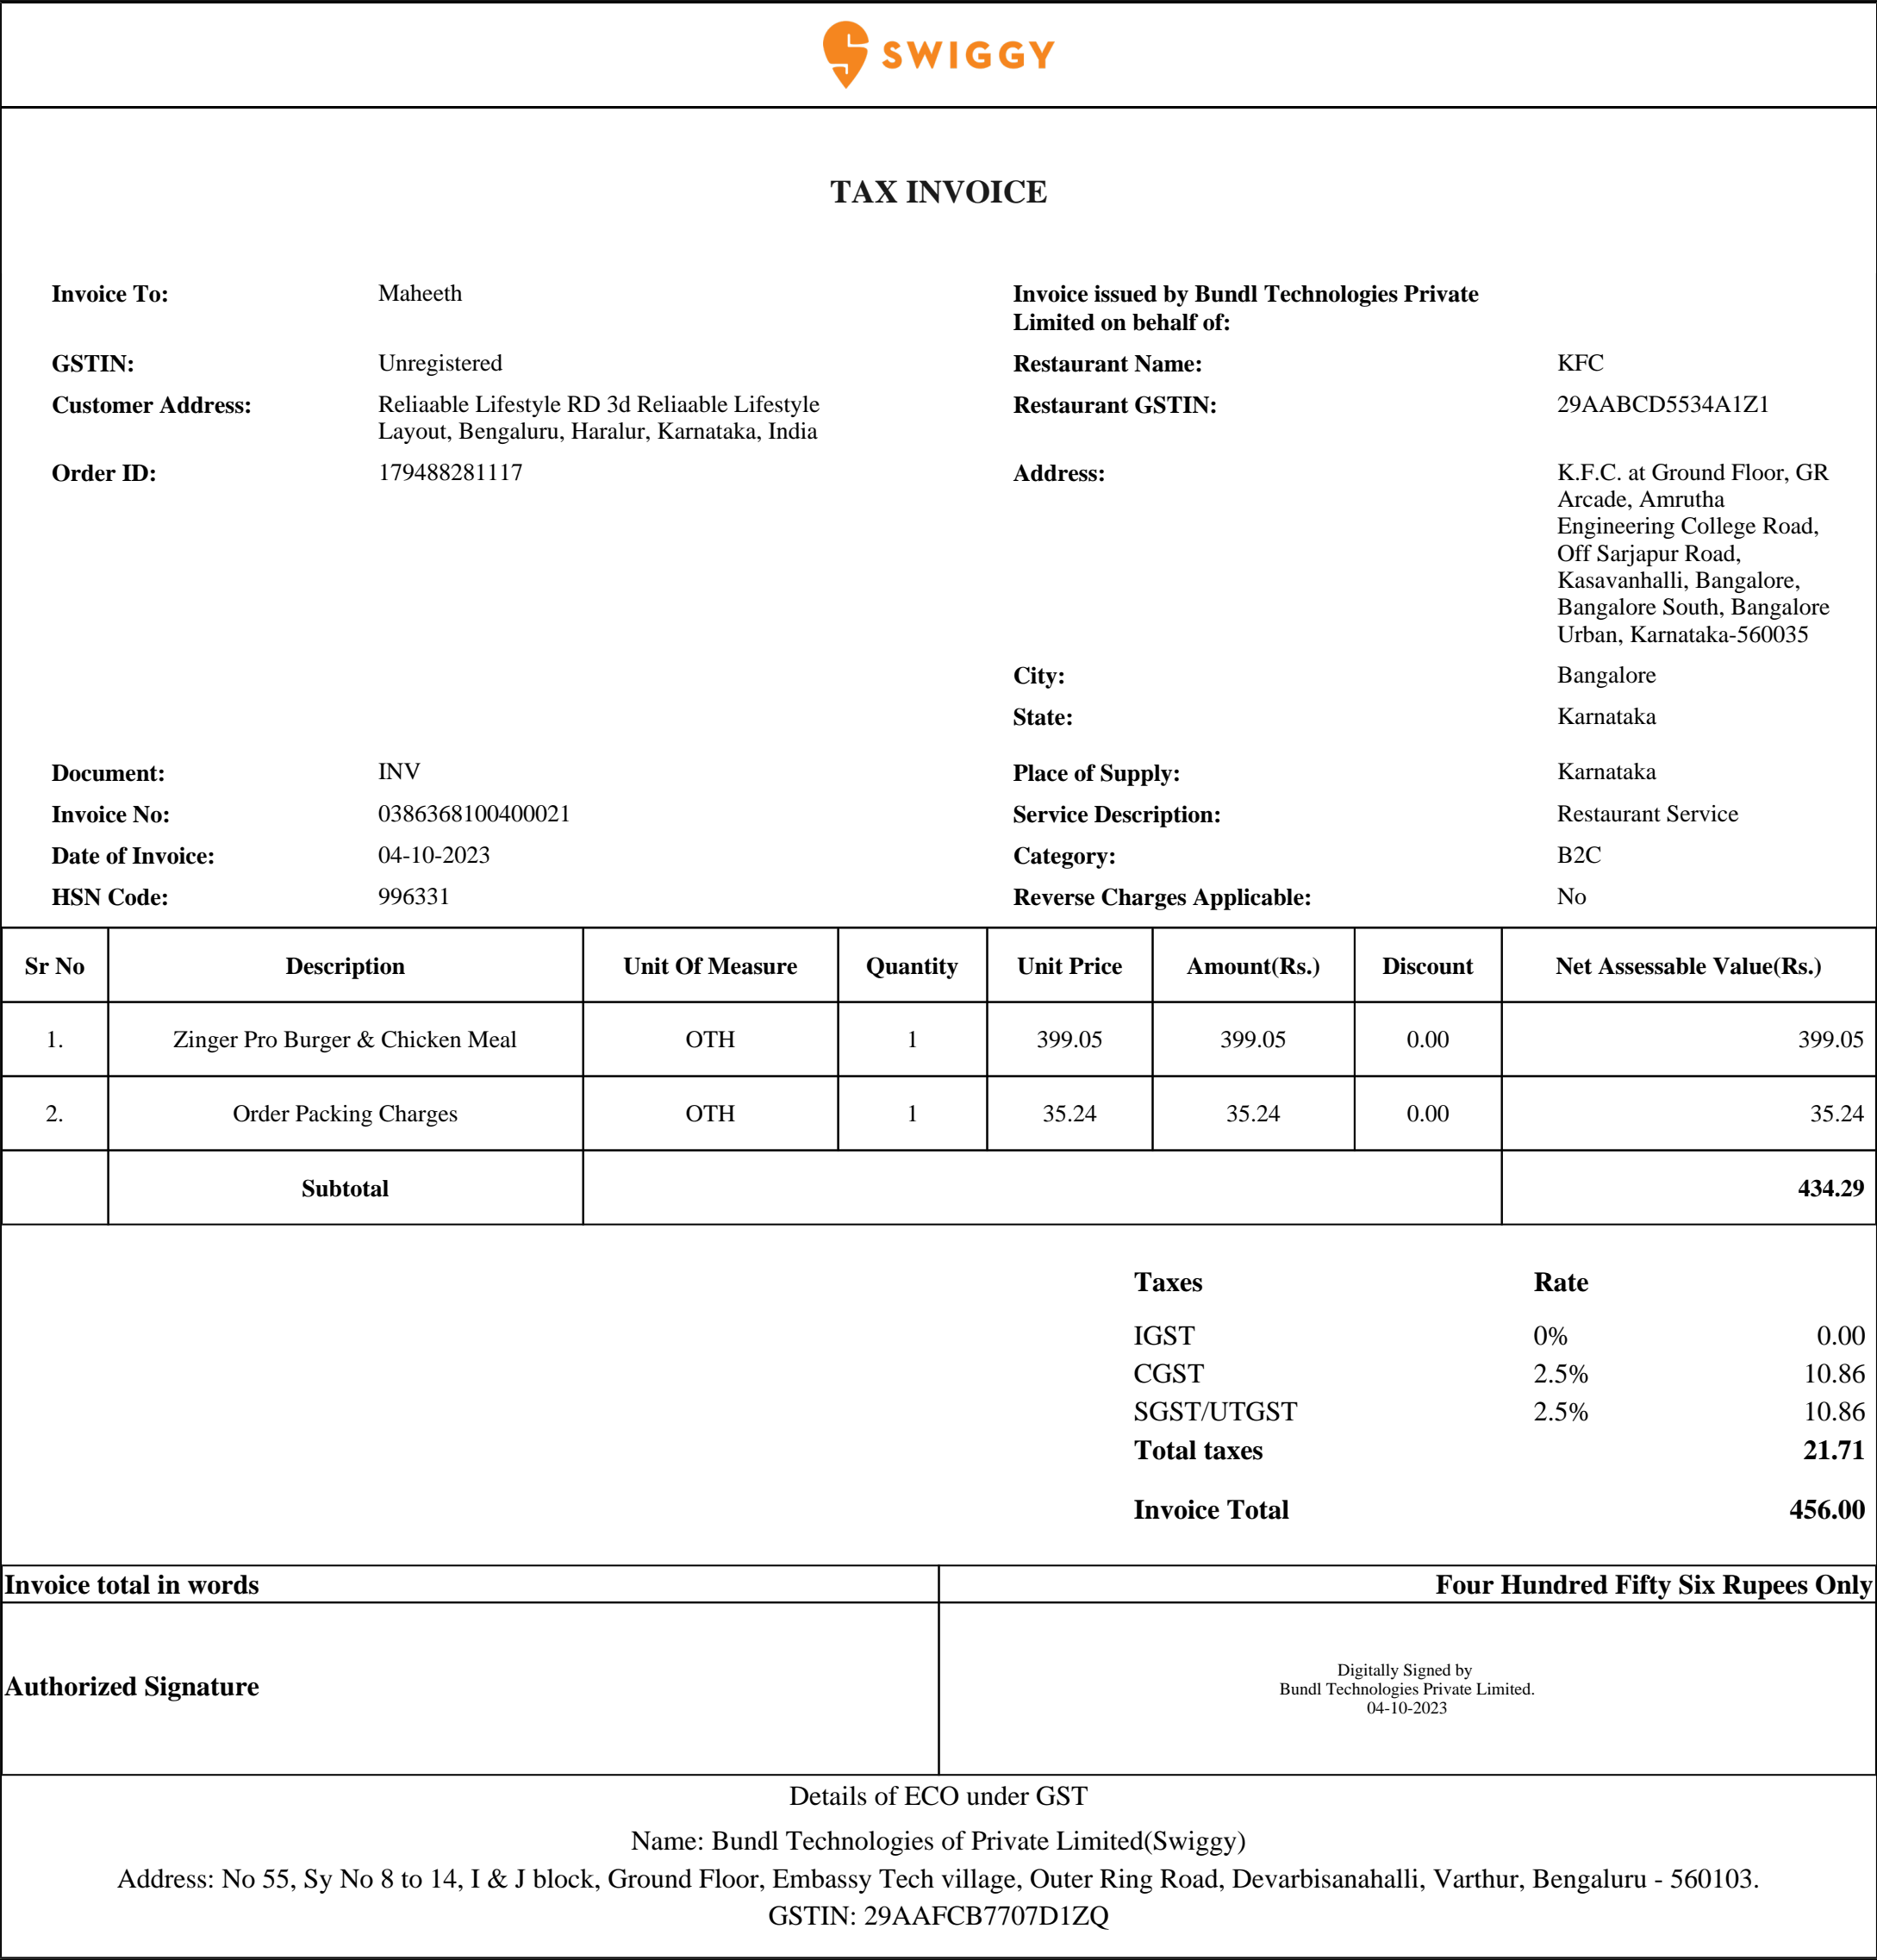 SWIGGY
TAX INVOICE
Invoice To: Maheeth
Invoice issued by Bundl Technologies Private
Limited on behalf of:
GSTIN: Unregistered
Restaurant Name: KFC
Customer Address: Reliaable Lifestyle RD 3d Reliaable Lifestyle
Layout, Bengaluru, Haralur, Karnataka, India
Restaurant GSTIN: 29AABCD5534A1Z1
Order ID: 179488281117
Address: K.F.C. at Ground Floor, GR
Arcade, Amrutha
Engineering College Road,
Off Sarjapur Road,
Kasavanhalli, Bangalore,
Bangalore South, Bangalore
Urban, Karnataka-560035
City: Bangalore
State: Karnataka
Document: INV
Place of Supply: Karnataka
Invoice No: 0386368100400021
Service Description: Restaurant Service
Date of Invoice: 04-10-2023
Category: B2C
HSN Code: 996331
Reverse Charges Applicable: No
Sr No Description Unit Of Measure Quantity Unit Price Amount(Rs.) Discount Net Assessable Value(Rs.)
1. Zinger Pro Burger & Chicken Meal OTH 1 399.05 399.05 0.00 399.05
2. Order Packing Charges OTH 1 35.24 35.24 0.00 35.24
Subtotal 434.29
Taxes Rate
IGST 0% 0.00
CGST 2.5% 10.86
SGST/UTGST 2.5% 10.86
Total taxes 21.71
Invoice Total 456.00
Invoice total in words Four Hundred Fifty Six Rupees Only
Authorized Signature
Digitally Signed by
Bundl Technologies Private Limited.
04-10-2023
Details of ECO under GST
Name: Bundl Technologies of Private Limited(Swiggy)
Address: No 55, Sy No 8 to 14, I & J block, Ground Floor, Embassy Tech village, Outer Ring Road, Devarbisanahalli, Varthur, Bengaluru - 560103.
GSTIN: 29AAFCB7707D1ZQ